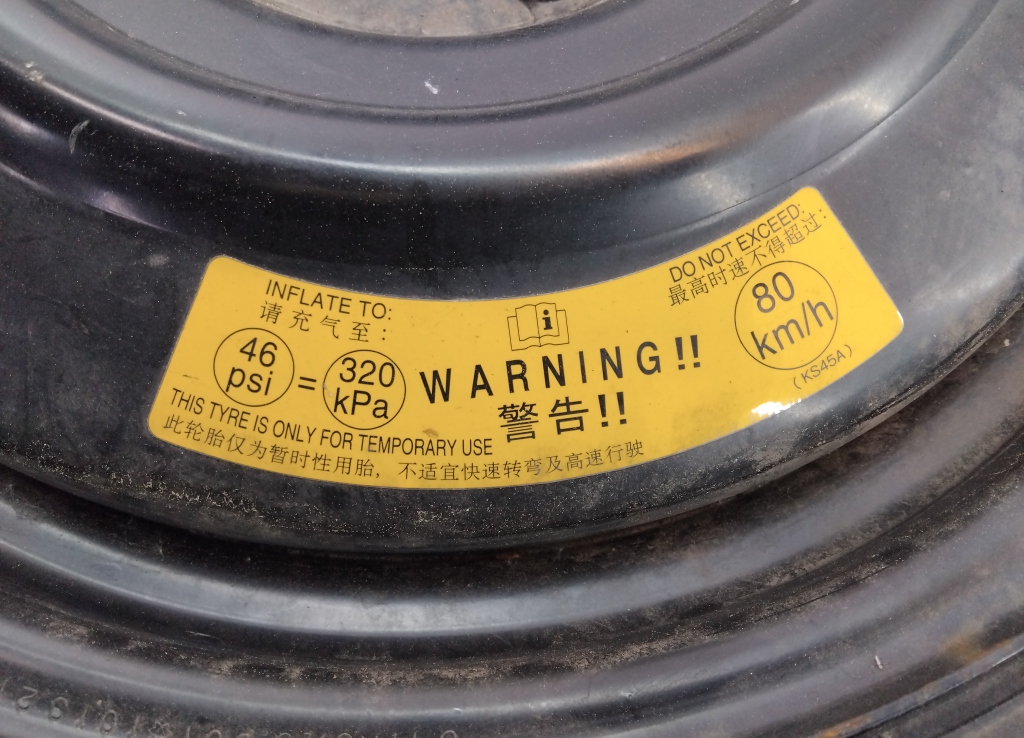 INFLATE TO:
请充气至:
46
psi
=
320
kPa
THIS TYRE IS ONLY FOR TEMPORARY USE
此轮胎仅为暂时性用胎, 不适宜快速转弯及高速行驶
i
WARNING!!
警告!!
DO NOT EXCEED:
最高时速不得超过:
80
km/h
(KS45A)